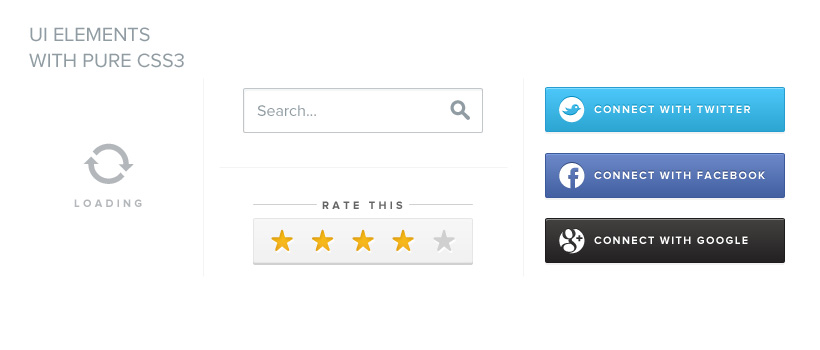 UI ELEMENTS
WITH PURE CSS3
LOADING
Search...
RATE THIS
CONNECT WITH TWITTER
CONNECT WITH FACEBOOK
CONNECT WITH GOOGLE